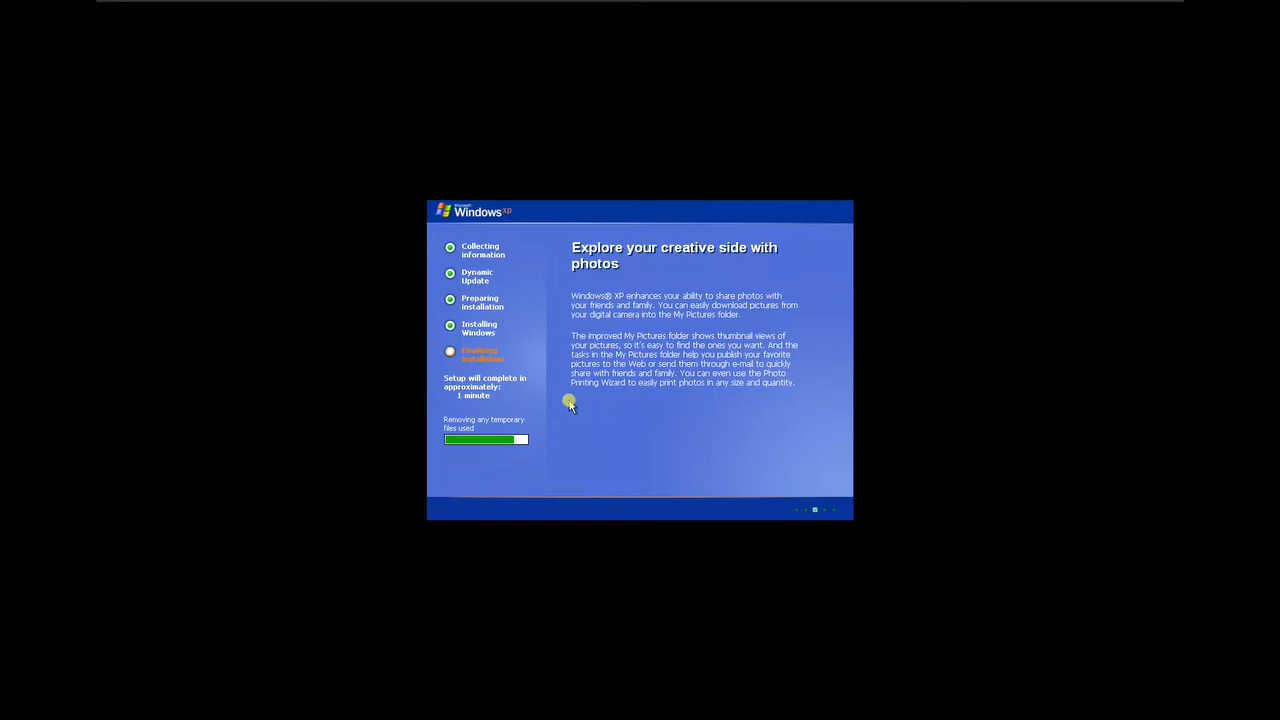 Microsoft
Windows xp
Collecting
information
Dynamic
Update
Preparing
installation
Installing
Windows
Finalizing
installation
Setup will complete in
approximately:
1 minute
Removing any temporary
files used
Explore your creative side with
photos
Windows® XP enhances your ability to share photos with
your friends and family. You can easily download pictures from
your digital camera into the My Pictures folder.
The improved My Pictures folder shows thumbnail views of
your pictures, so it's easy to find the ones you want. And the
tasks in the My Pictures folder help you publish your favorite
pictures to the Web or send them through e-mail to quickly
share with friends and family. You can even use the Photo
Printing Wizard to easily print photos in any size and quantity.